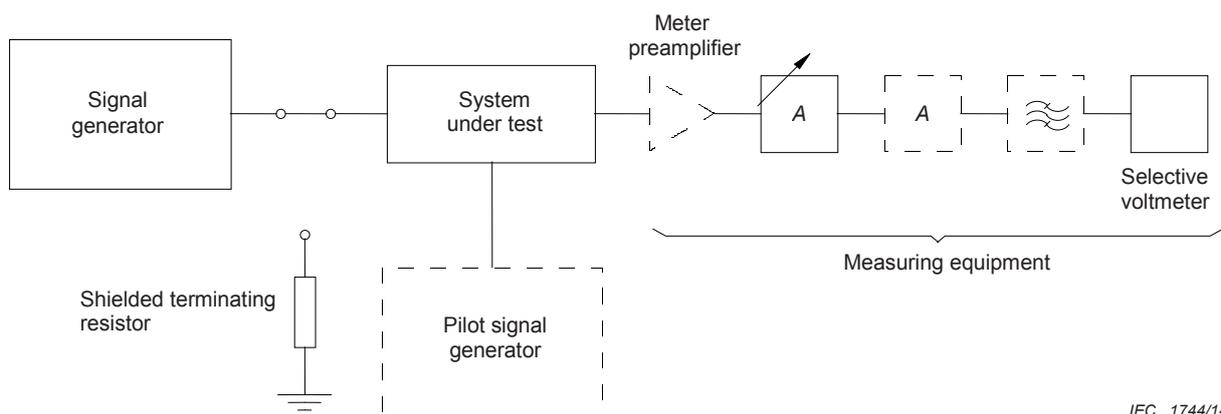 Meter
preamplifier
Signal
generator
System
under test
A
A
Selective
voltmeter
Measuring equipment
Shielded terminating
resistor
Pilot signal
generator